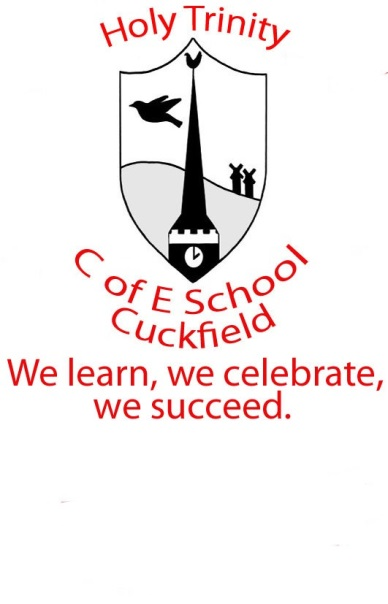 Holy Trinity
C of E School
Cuckfield
We learn, we celebrate,
we succeed.